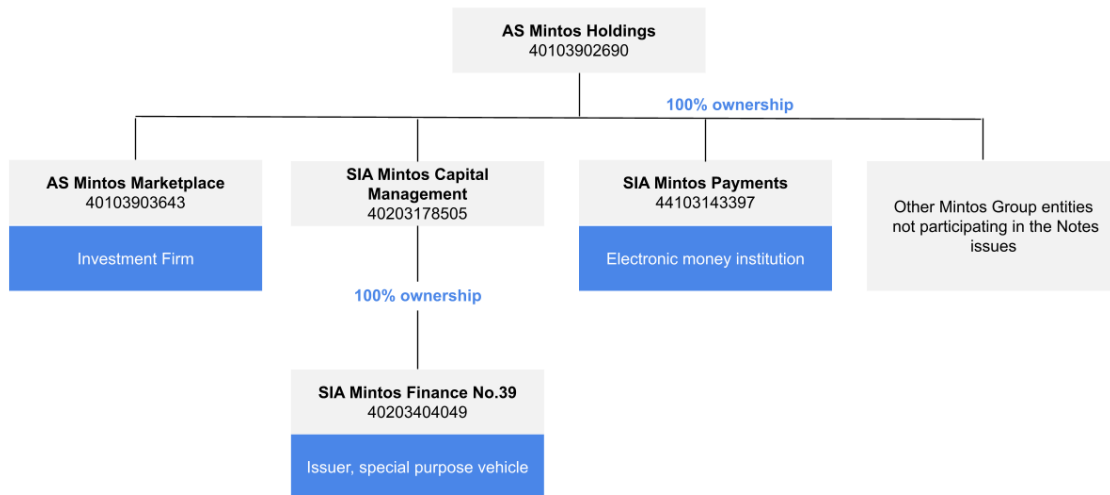 AS Mintos Holdings
40103902690
100% ownership
AS Mintos Marketplace
40103903643
Investment Firm
SIA Mintos Capital
Management
40203178505
SIA Mintos Payments
44103143397
Electronic money institution
Other Mintos Group entities
not participating in the Notes
issues
100% ownership
SIA Mintos Finance No.39
40203404049
Issuer, special purpose vehicle